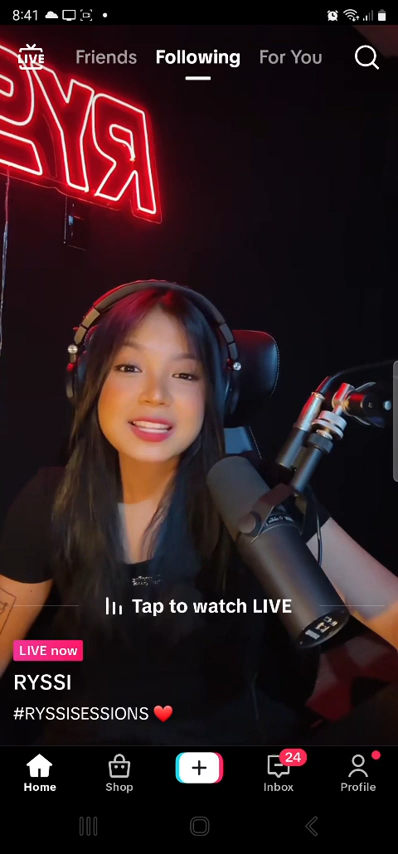 8:41
LIVE Friends Following For You
RYSSI
Tap to watch LIVE
LIVE now
RYSSI
#RYSSISESSIONS ❤️
24
Home Shop Inbox Profile